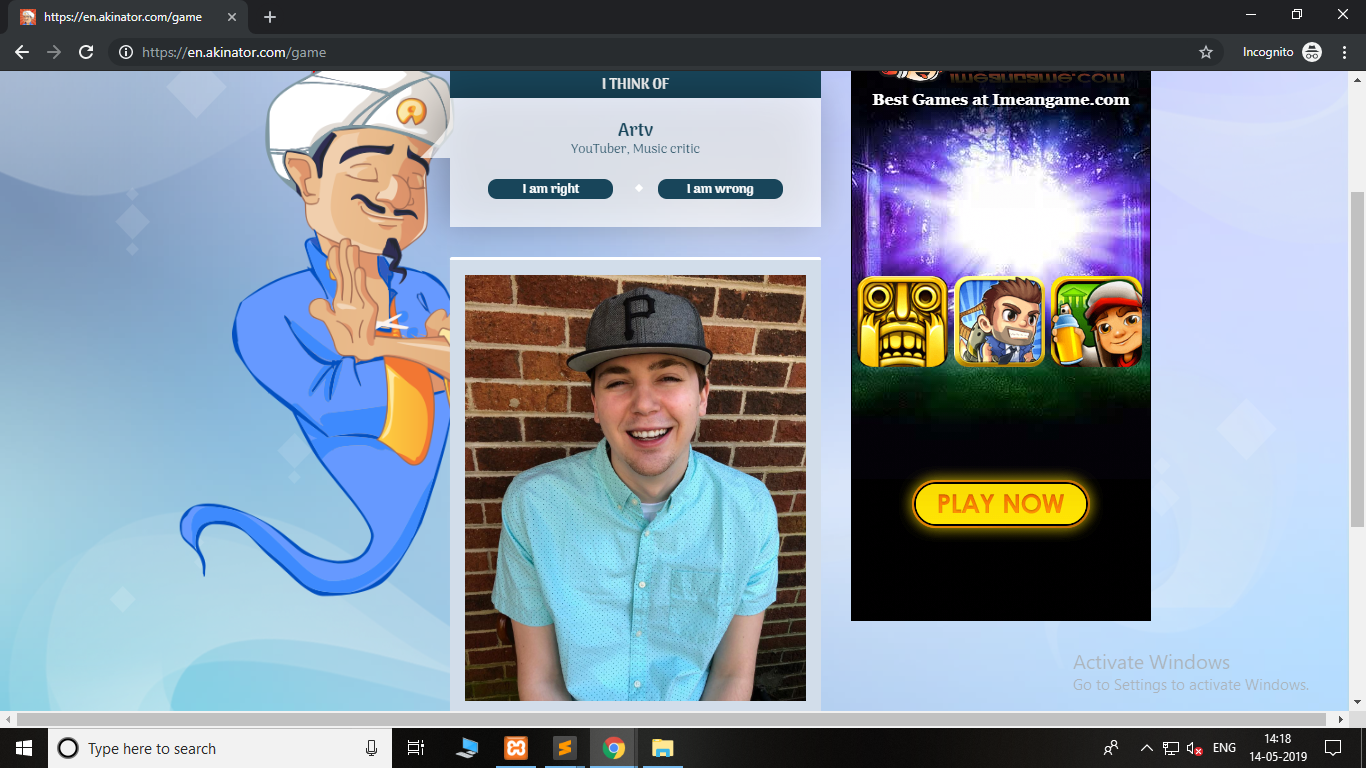 https://en.akinator.com/game
https://en.akinator.com/game
Incognito
I THINK OF
Artv
YouTuber, Music critic
I am right
I am wrong
imeangame.com
Best Games at Imeangame.com
P
PLAY NOW
Activate Windows
Go to Settings to activate Windows.
Type here to search
ENG
14:18
14-05-2019